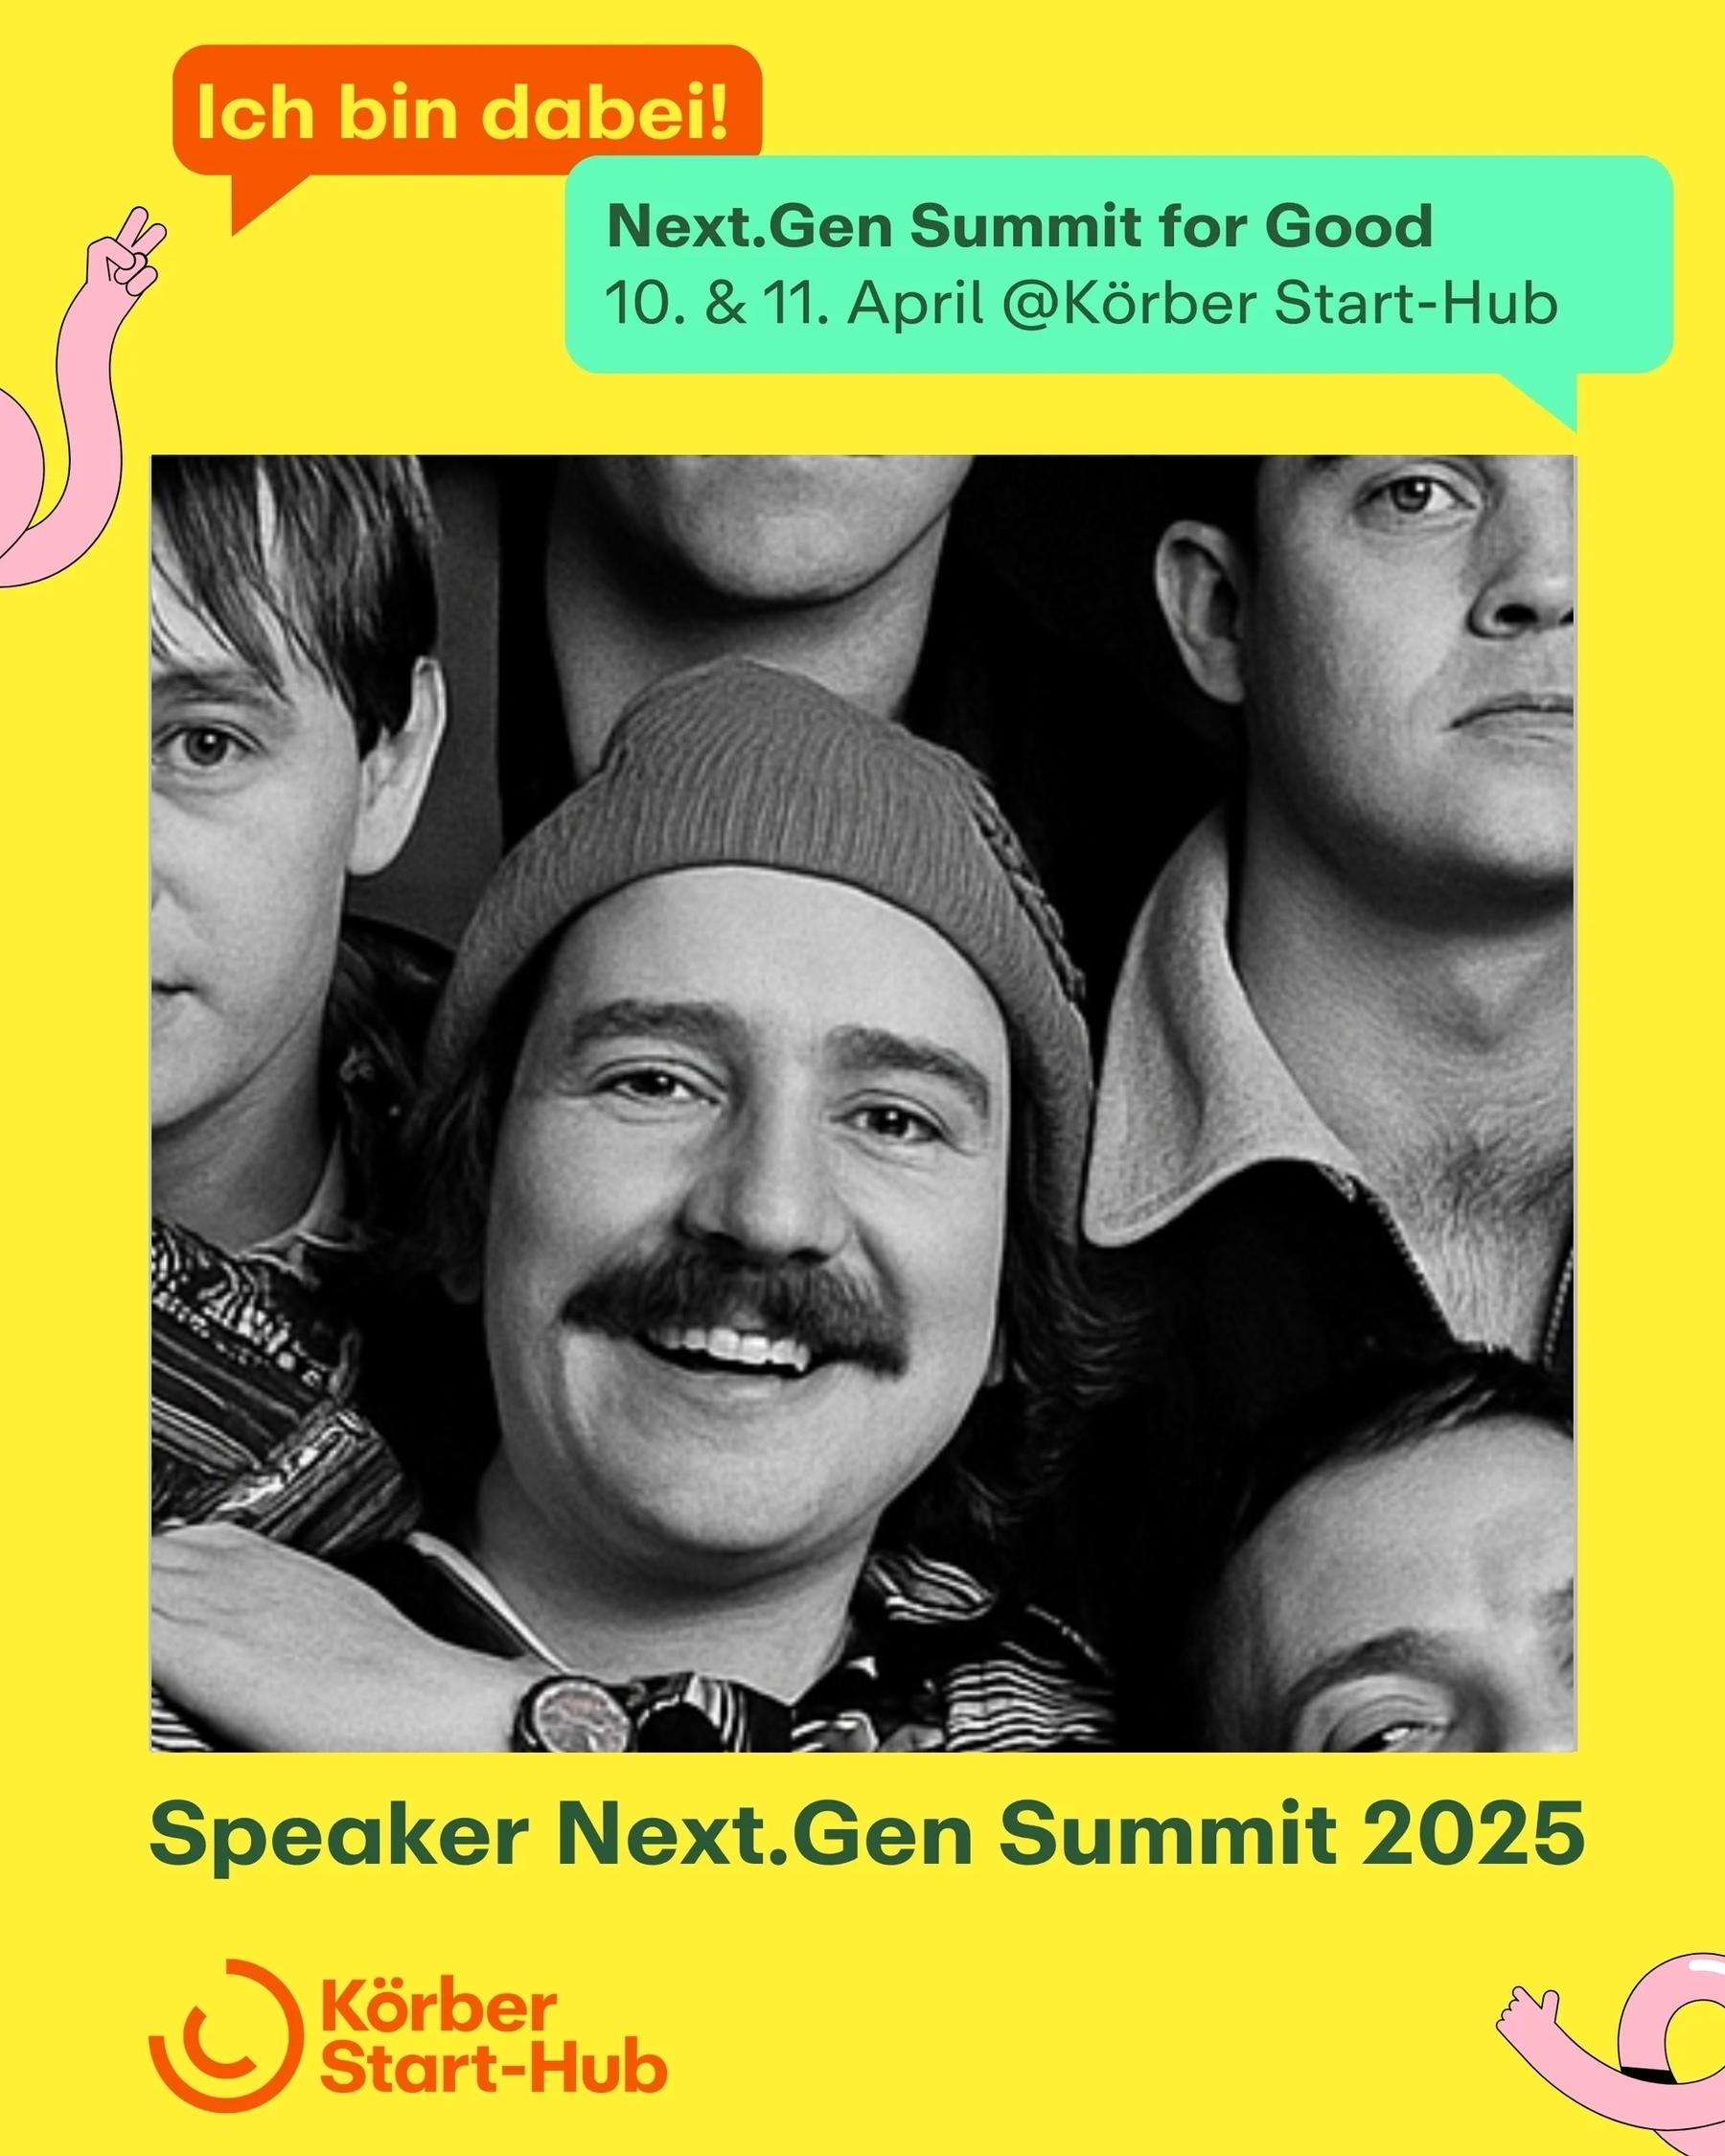 Ich bin dabei!
Next.Gen Summit for Good
10. & 11. April @Körber Start-Hub
Speaker Next.Gen Summit 2025
Körber
Start-Hub